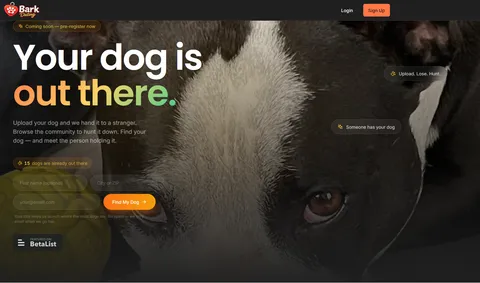 Bark
Dating
Login
Sign Up
Coming soon — pre-register now
Your dog is
out there.
Upload your dog and we hand it to a stranger.
Browse the community to hunt it down. Find your
dog — and meet the person holding it.
Upload. Lose. Hunt.
Someone has your dog
15 dogs are already out there
Find My Dog →
BetaList